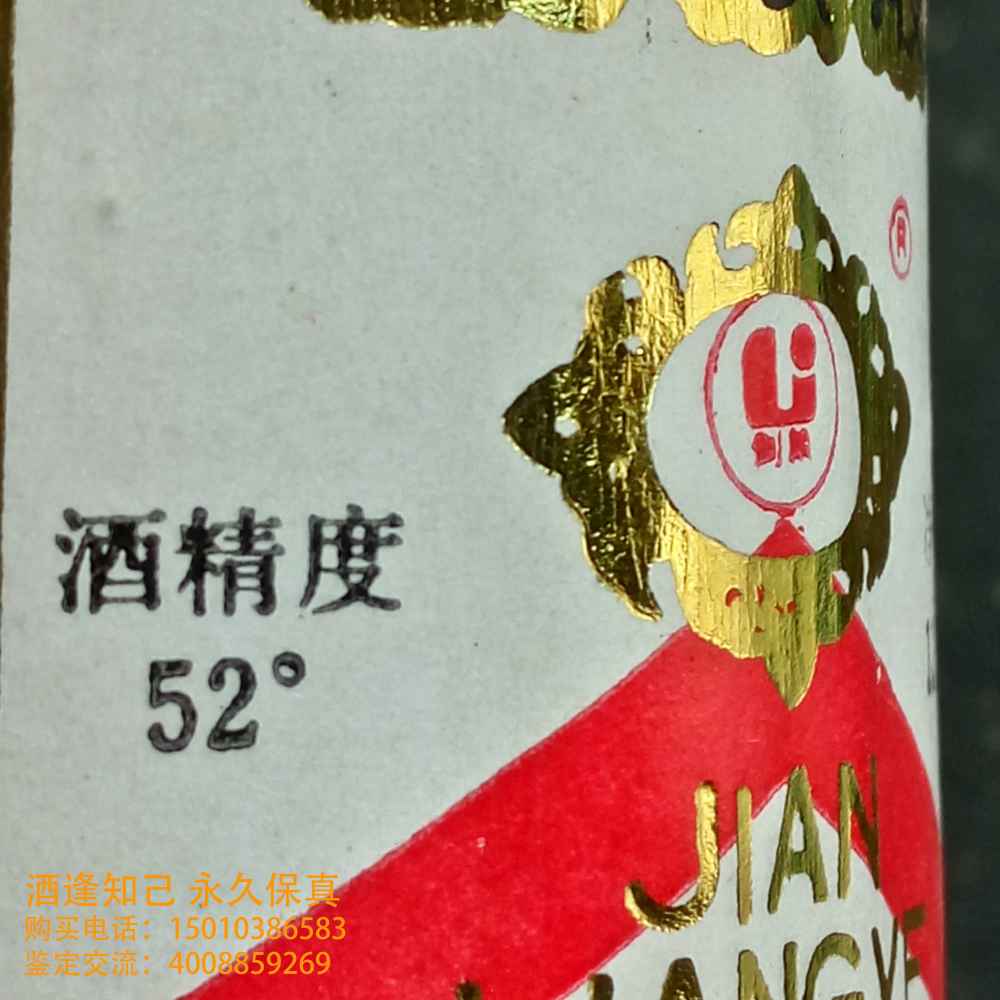 ®
酒精度
52°
JIAN
酒逢知己 永久保真
购买电话：15010386583
鉴定交流：4008859269